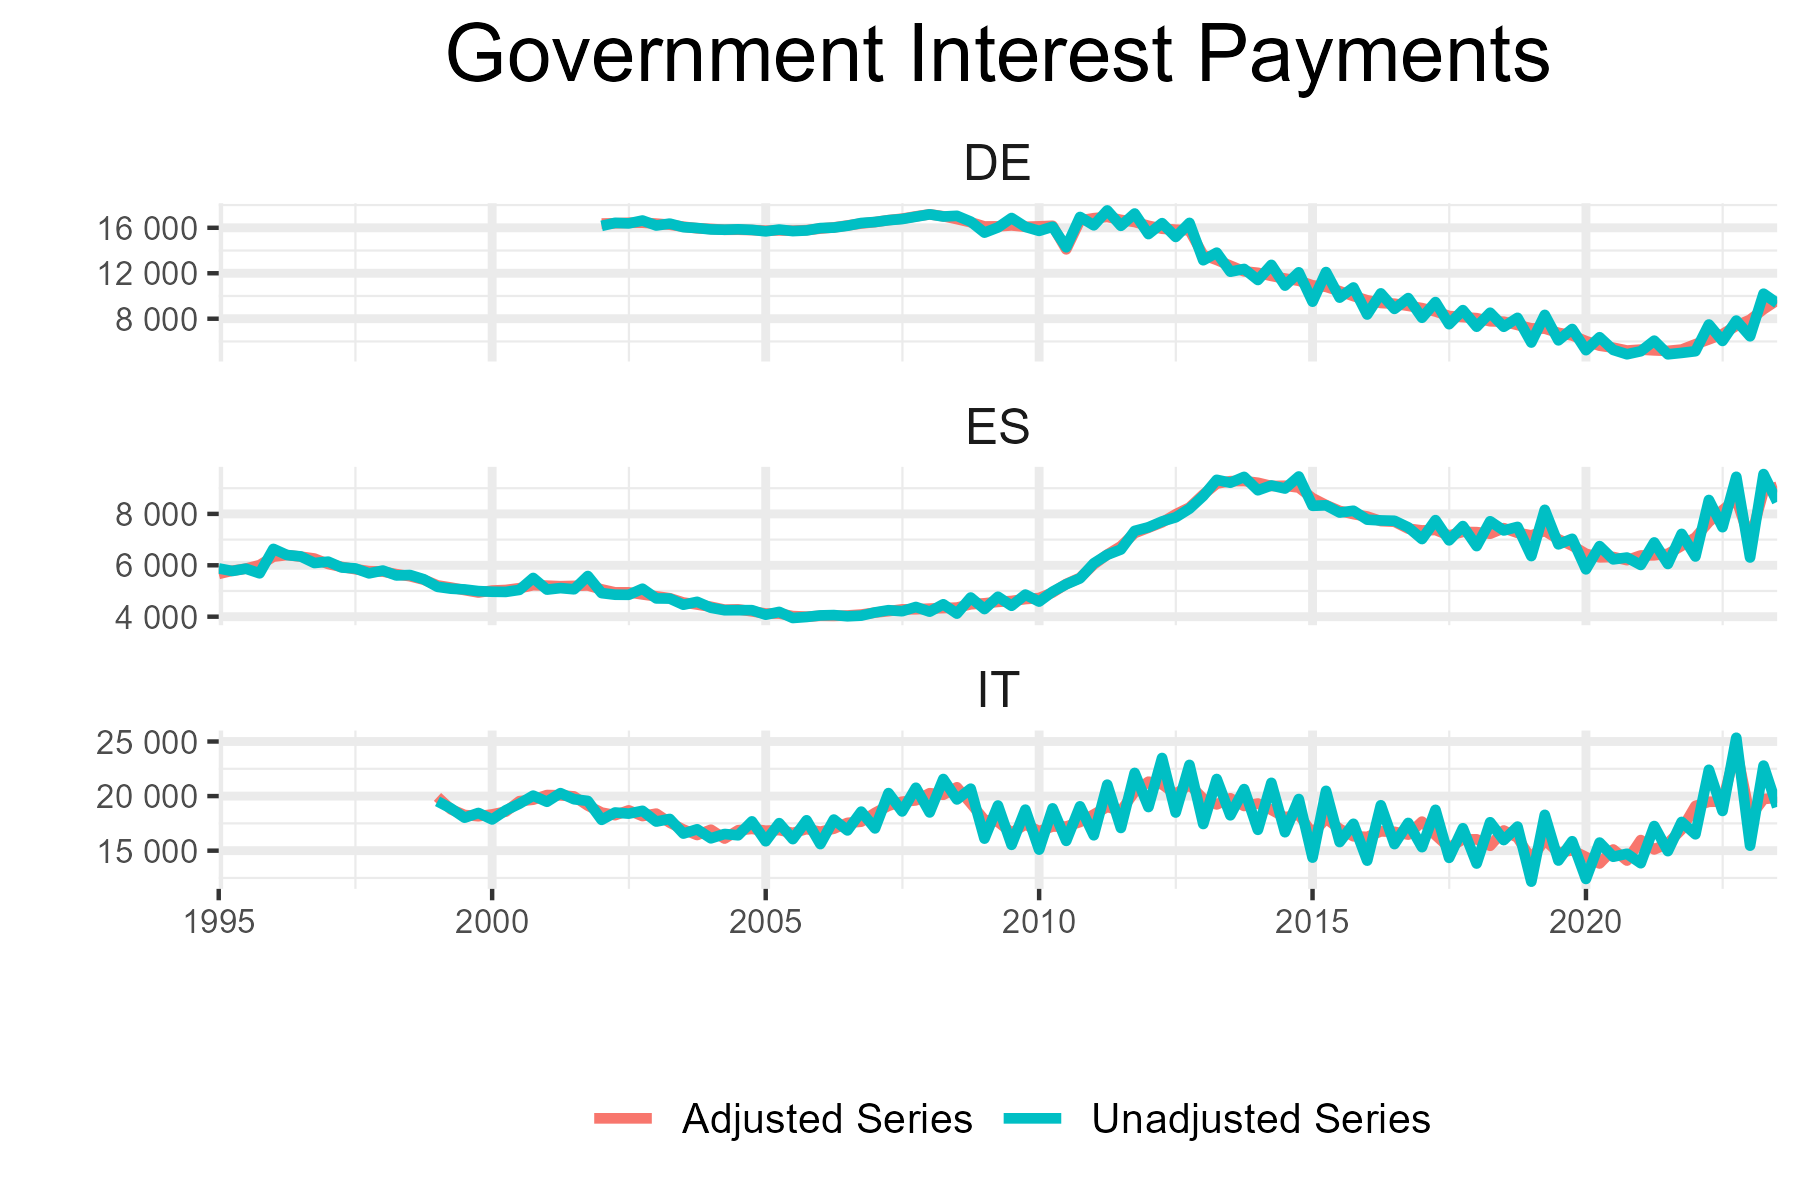 Government Interest Payments
DE
16 000
12 000
8 000
ES
8 000
6 000
4 000
IT
25 000
20 000
15 000
1995 2000 2005 2010 2015 2020
Adjusted Series Unadjusted Series